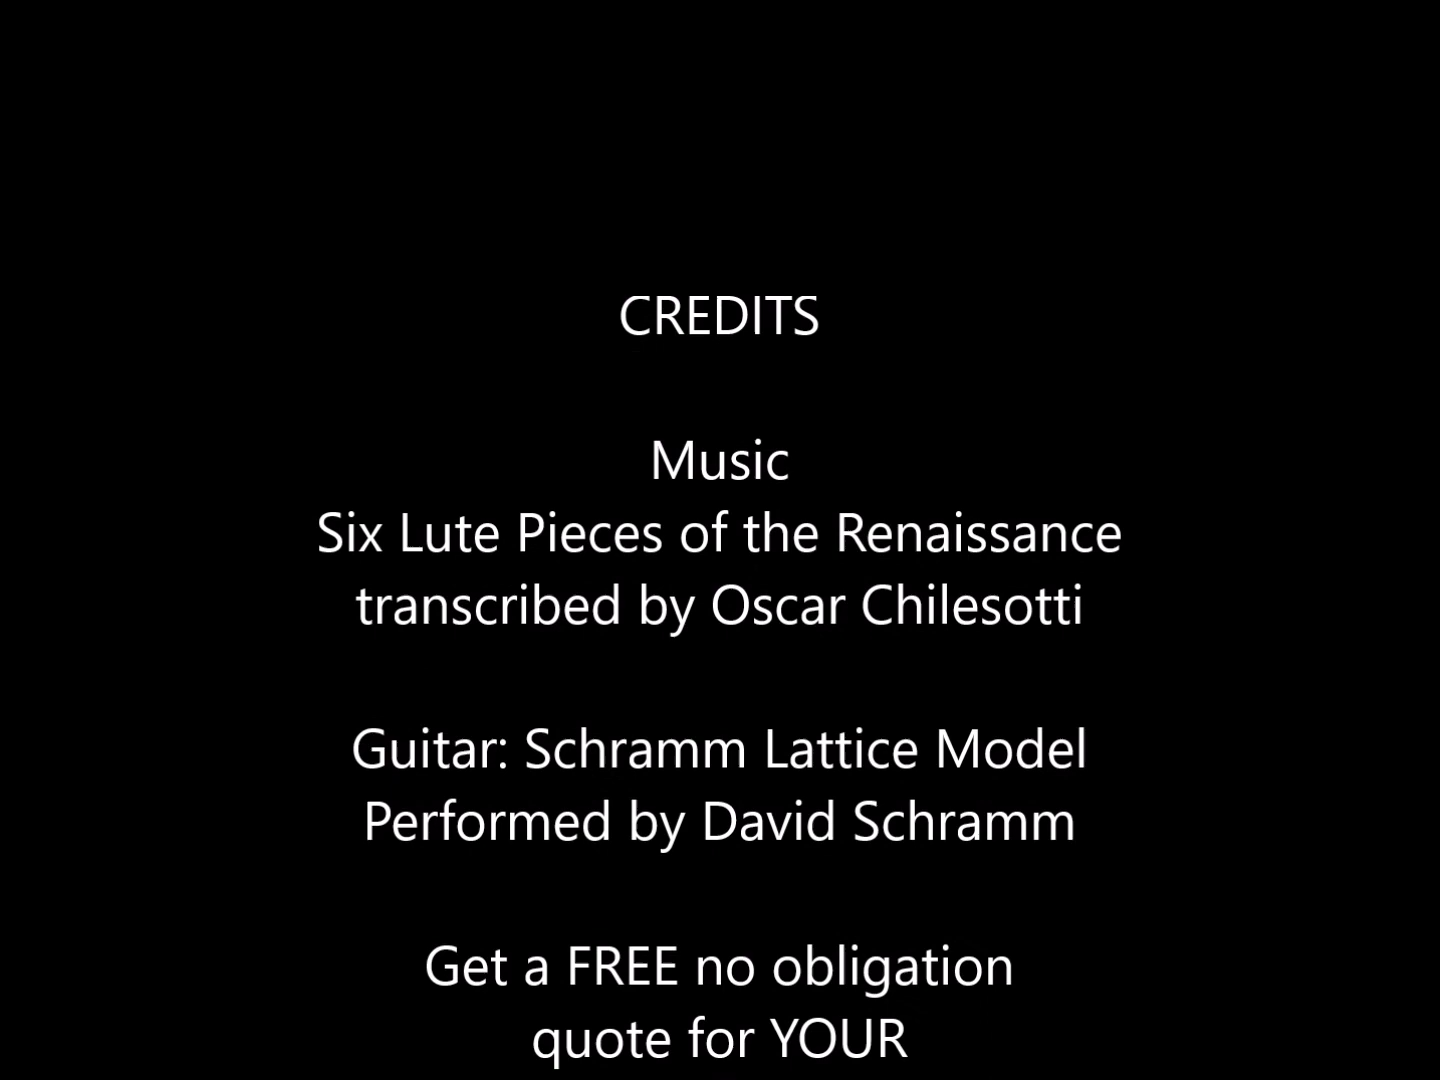 CREDITS
Music
Six Lute Pieces of the Renaissance
transcribed by Oscar Chilesotti
Guitar: Schramm Lattice Model
Performed by David Schramm
Get a FREE no obligation
quote for YOUR